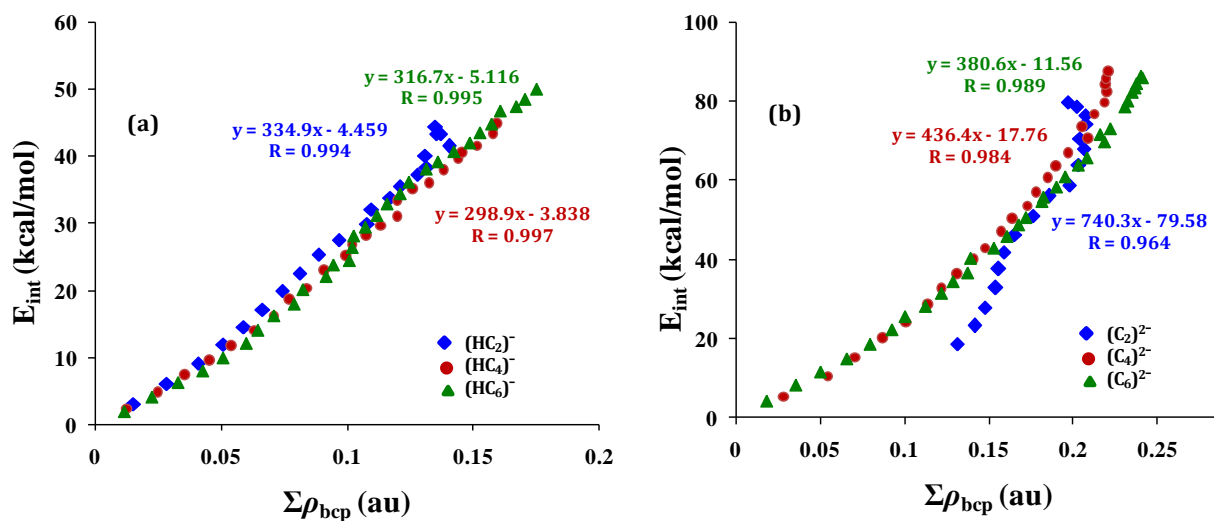 60
50
40
30
20
10
0
0
0.05
0.1
0.15
0.2
E_int (kcal/mol)
Σρ_bcp (au)
(a)
y = 316.7x - 5.116
R = 0.995
y = 334.9x - 4.459
R = 0.994
y = 298.9x - 3.838
R = 0.997
(HC₂)⁻
(HC₄)⁻
(HC₆)⁻
100
80
60
40
20
0
0
0.05
0.1
0.15
0.2
0.25
E_int (kcal/mol)
Σρ_bcp (au)
(b)
y = 380.6x - 11.56
R = 0.989
y = 436.4x - 17.76
R = 0.984
y = 740.3x - 79.58
R = 0.964
(C₂)²⁻
(C₄)²⁻
(C₆)²⁻